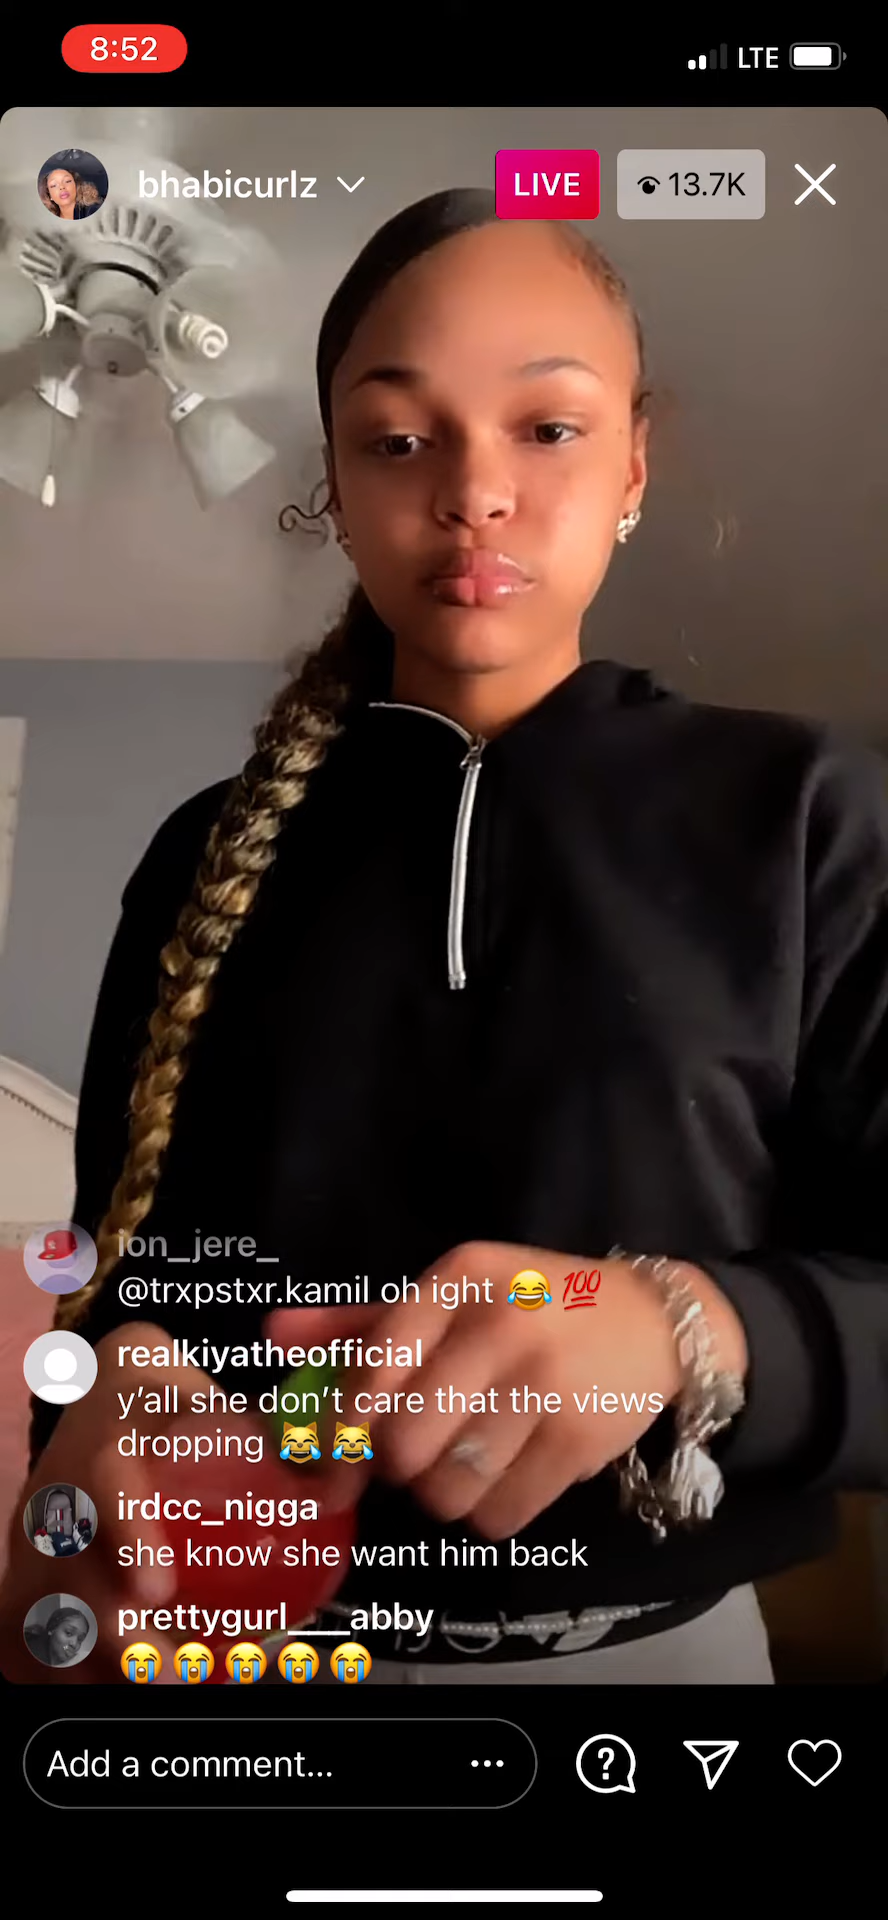 8:52
LTE
bhabicurlz
LIVE
13.7K
ion_jere_
@trxpstxr.kamil oh ight 😂 💯
realkiyatheofficial
y’all she don’t care that the views
dropping 😹 😹
irdcc_nigga
she know she want him back
prettygurl___abby
😭 😭 😭 😭 😭
Add a comment...